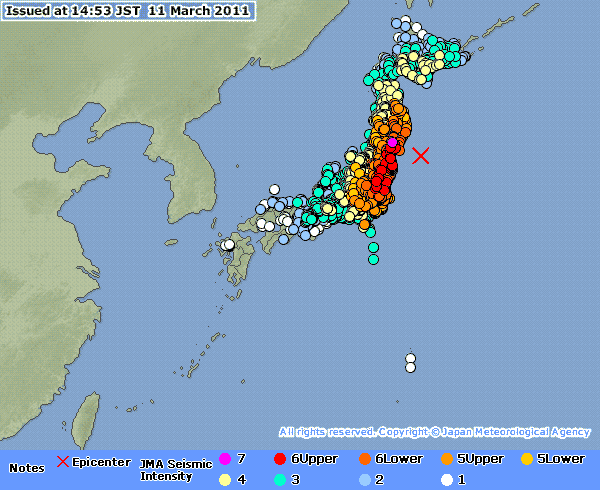 Issued at 14:53 JST 11 March 2011
All rights reserved. Copyright © Japan Meteorological Agency
Notes Epicenter JMA Seismic Intensity 7 6Upper 6Lower 5Upper 5Lower
4 3 2 1